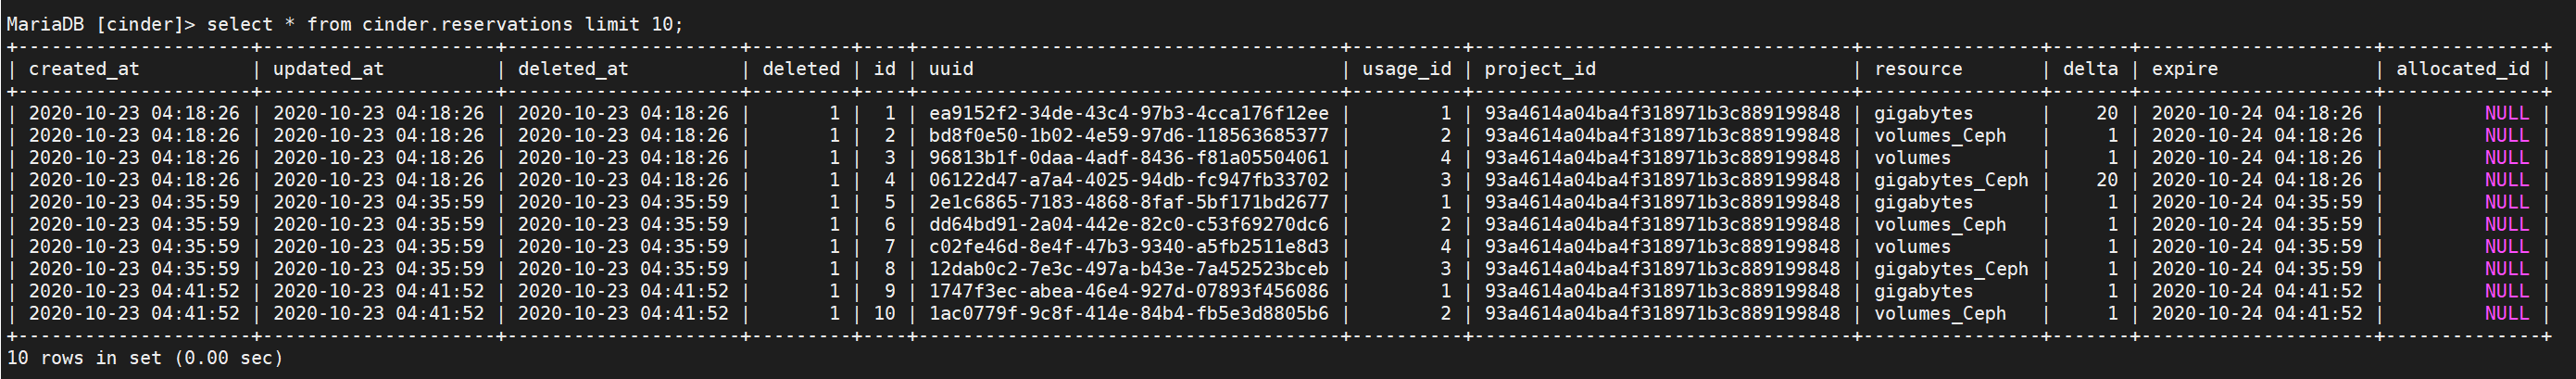 MariaDB [cinder]> select * from cinder.reservations limit 10;
+---------------------+---------------------+---------------------+---------+----+--------------------------------------+----------+----------------------------------+----------------+-------+---------------------+--------------+
| created_at          | updated_at          | deleted_at          | deleted | id | uuid                                 | usage_id | project_id                       | resource       | delta | expire              | allocated_id |
+---------------------+---------------------+---------------------+---------+----+--------------------------------------+----------+----------------------------------+----------------+-------+---------------------+--------------+
| 2020-10-23 04:18:26 | 2020-10-23 04:18:26 | 2020-10-23 04:18:26 |       1 |  1 | ea9152f2-34de-43c4-97b3-4cca176f12ee |        1 | 93a4614a04ba4f318971b3c889199848 | gigabytes      |    20 | 2020-10-24 04:18:26 |         NULL |
| 2020-10-23 04:18:26 | 2020-10-23 04:18:26 | 2020-10-23 04:18:26 |       1 |  2 | bd8f0e50-1b02-4e59-97d6-118563685377 |        2 | 93a4614a04ba4f318971b3c889199848 | volumes_Ceph   |     1 | 2020-10-24 04:18:26 |         NULL |
| 2020-10-23 04:18:26 | 2020-10-23 04:18:26 | 2020-10-23 04:18:26 |       1 |  3 | 96813b1f-0daa-4adf-8436-f81a05504061 |        4 | 93a4614a04ba4f318971b3c889199848 | volumes        |     1 | 2020-10-24 04:18:26 |         NULL |
| 2020-10-23 04:18:26 | 2020-10-23 04:18:26 | 2020-10-23 04:18:26 |       1 |  4 | 06122d47-a7a4-4025-94db-fc947fb33702 |        3 | 93a4614a04ba4f318971b3c889199848 | gigabytes_Ceph |    20 | 2020-10-24 04:18:26 |         NULL |
| 2020-10-23 04:35:59 | 2020-10-23 04:35:59 | 2020-10-23 04:35:59 |       1 |  5 | 2e1c6865-7183-4868-8faf-5bf171bd2677 |        1 | 93a4614a04ba4f318971b3c889199848 | gigabytes      |     1 | 2020-10-24 04:35:59 |         NULL |
| 2020-10-23 04:35:59 | 2020-10-23 04:35:59 | 2020-10-23 04:35:59 |       1 |  6 | dd64bd91-2a04-442e-82c0-c53f69270dc6 |        2 | 93a4614a04ba4f318971b3c889199848 | volumes_Ceph   |     1 | 2020-10-24 04:35:59 |         NULL |
| 2020-10-23 04:35:59 | 2020-10-23 04:35:59 | 2020-10-23 04:35:59 |       1 |  7 | c02fe46d-8e4f-47b3-9340-a5fb2511e8d3 |        4 | 93a4614a04ba4f318971b3c889199848 | volumes        |     1 | 2020-10-24 04:35:59 |         NULL |
| 2020-10-23 04:35:59 | 2020-10-23 04:35:59 | 2020-10-23 04:35:59 |       1 |  8 | 12dab0c2-7e3c-497a-b43e-7a452523bceb |        3 | 93a4614a04ba4f318971b3c889199848 | gigabytes_Ceph |     1 | 2020-10-24 04:35:59 |         NULL |
| 2020-10-23 04:41:52 | 2020-10-23 04:41:52 | 2020-10-23 04:41:52 |       1 |  9 | 1747f3ec-abea-46e4-927d-07893f456086 |        1 | 93a4614a04ba4f318971b3c889199848 | gigabytes      |     1 | 2020-10-24 04:41:52 |         NULL |
| 2020-10-23 04:41:52 | 2020-10-23 04:41:52 | 2020-10-23 04:41:52 |       1 | 10 | 1ac0779f-9c8f-414e-84b4-fb5e3d8805b6 |        2 | 93a4614a04ba4f318971b3c889199848 | volumes_Ceph   |     1 | 2020-10-24 04:41:52 |         NULL |
+---------------------+---------------------+---------------------+---------+----+--------------------------------------+----------+----------------------------------+----------------+-------+---------------------+--------------+
10 rows in set (0.00 sec)